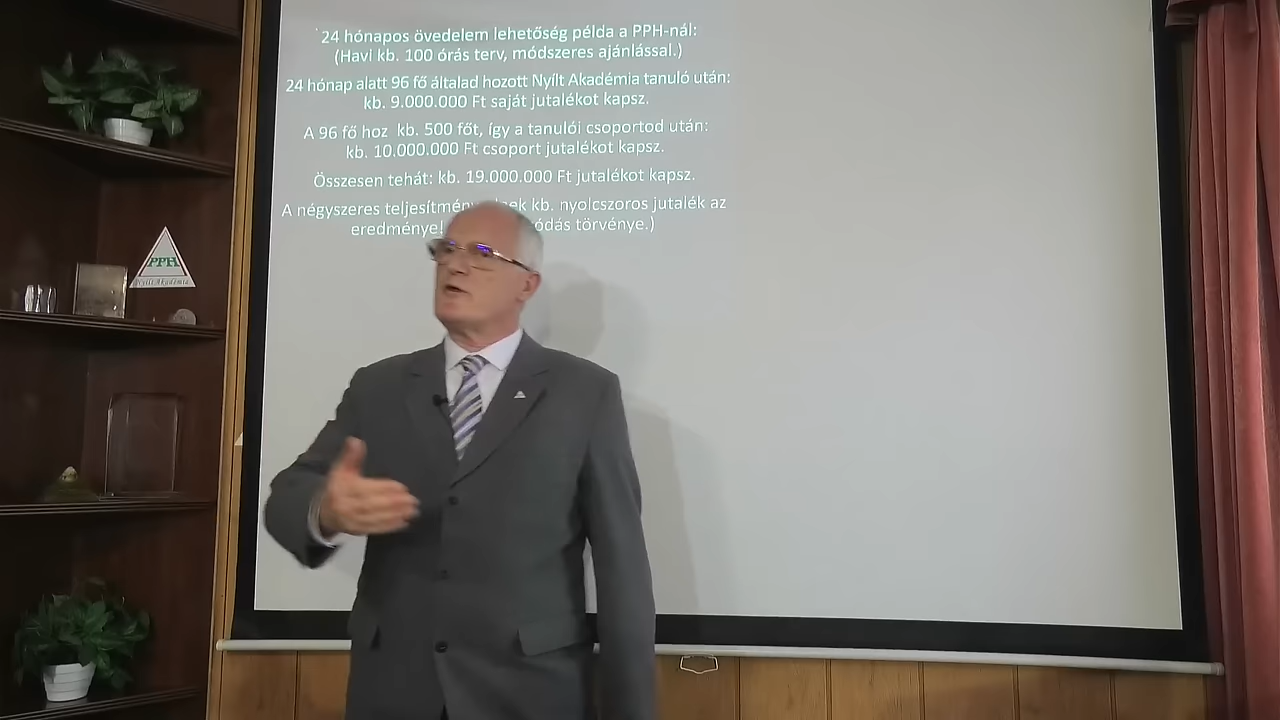 24 hónapos övedelem lehetőség példa a PPH-nál:
(Havi kb. 100 órás terv, módszeres ajánlással.)
24 hónap alatt 96 fő általad hozott Nyílt Akadémia tanuló után:
kb. 9.000.000 Ft saját jutalékot kapsz.
A 96 fő hoz kb. 500 főt, így a tanulói csoportod után:
kb. 10.000.000 Ft csoport jutalékot kapsz.
Összesen tehát: kb. 19.000.000 Ft jutalékot kapsz.
A négyszeres kb. nyolcszoros jutalék az
törvénye.)
PPH
Nyílt Akadémia